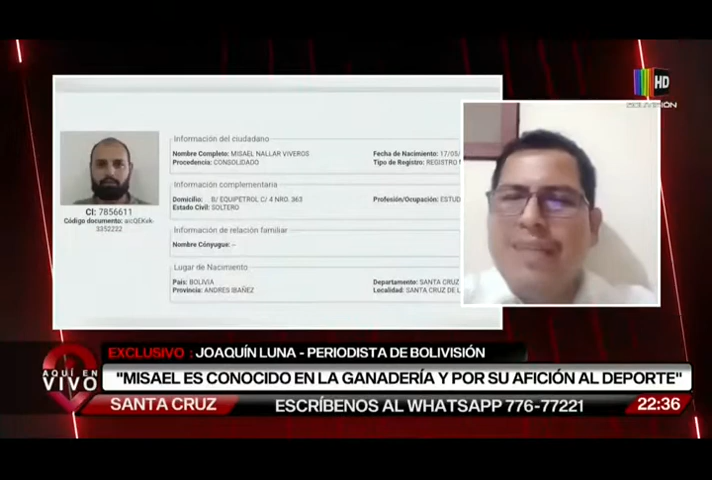 HD
BOLIVISIÓN
Información del ciudadano
Nombre Completo: MISAEL NALLAR VIVEROS
Procedencia: CONSOLIDADO
Fecha de Nacimiento: 17/05/
Tipo de Registro: REGISTRO
Información complementaria
Domicilio: B/ EQUIPETROL C/ 4 NRO. 363
Estado Civil: SOLTERO
Profesión/Ocupación: ESTUD
CI: 7856611
Código documento:
3352222
Información de relación familiar
Nombre Cónyugue: --
Lugar de Nacimiento
País: BOLIVIA
Provincia: ANDRES IBAÑEZ
Departamento: SANTA CRUZ
Localidad: SANTA CRUZ DE L
EXCLUSIVO : JOAQUÍN LUNA - PERIODISTA DE BOLIVISIÓN
AQUÍ EN
VIVO
"MISAEL ES CONOCIDO EN LA GANADERÍA Y POR SU AFICIÓN AL DEPORTE"
SANTA CRUZ
ESCRÍBENOS AL WHATSAPP 776-77221
22:36